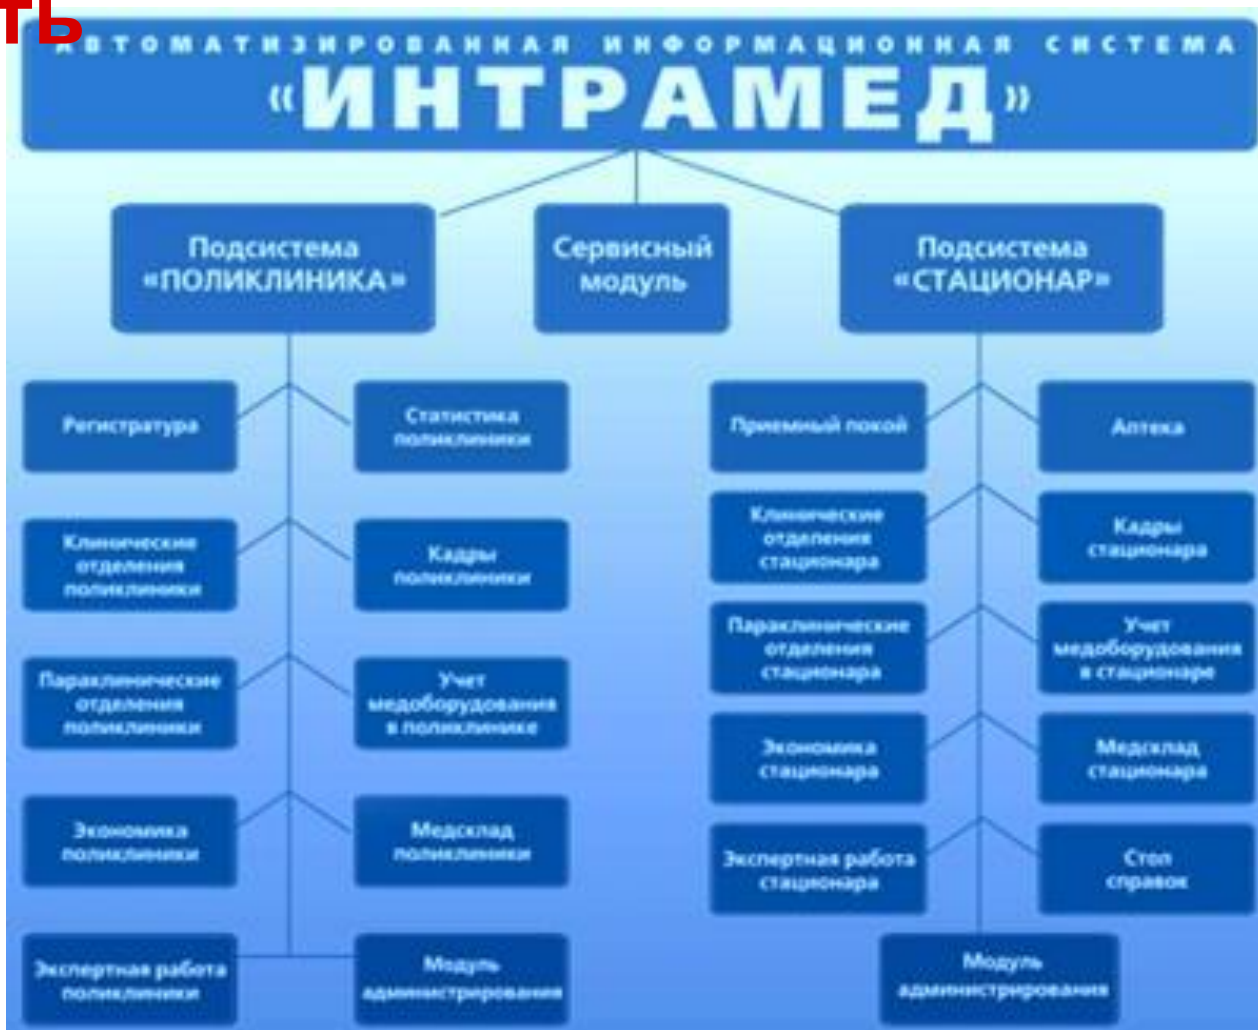 ть
АВТОМАТИЗИРОВАННАЯ ИНФОРМАЦИОННАЯ СИСТЕМА
«ИНТРАМЕД»
Подсистема
«ПОЛИКЛИНИКА»
Сервисный
модуль
Подсистема
«СТАЦИОНАР»
Регистратура
Статистика
поликлиники
Клинические
отделения
поликлиники
Кадры
поликлиники
Параклинические
отделения
поликлиники
Учет
медоборудования
в поликлинике
Экономика
поликлиники
Медсклад
поликлиники
Экспертная работа
поликлиники
Модуль
администрирования
Приемный покой
Аптека
Клинические
отделения
стационара
Кадры
стационара
Параклинические
отделения
стационара
Учет
медоборудования
в стационаре
Экономика
стационара
Медсклад
стационара
Экспертная работа
стационара
Стол
справок
Модуль
администрирования